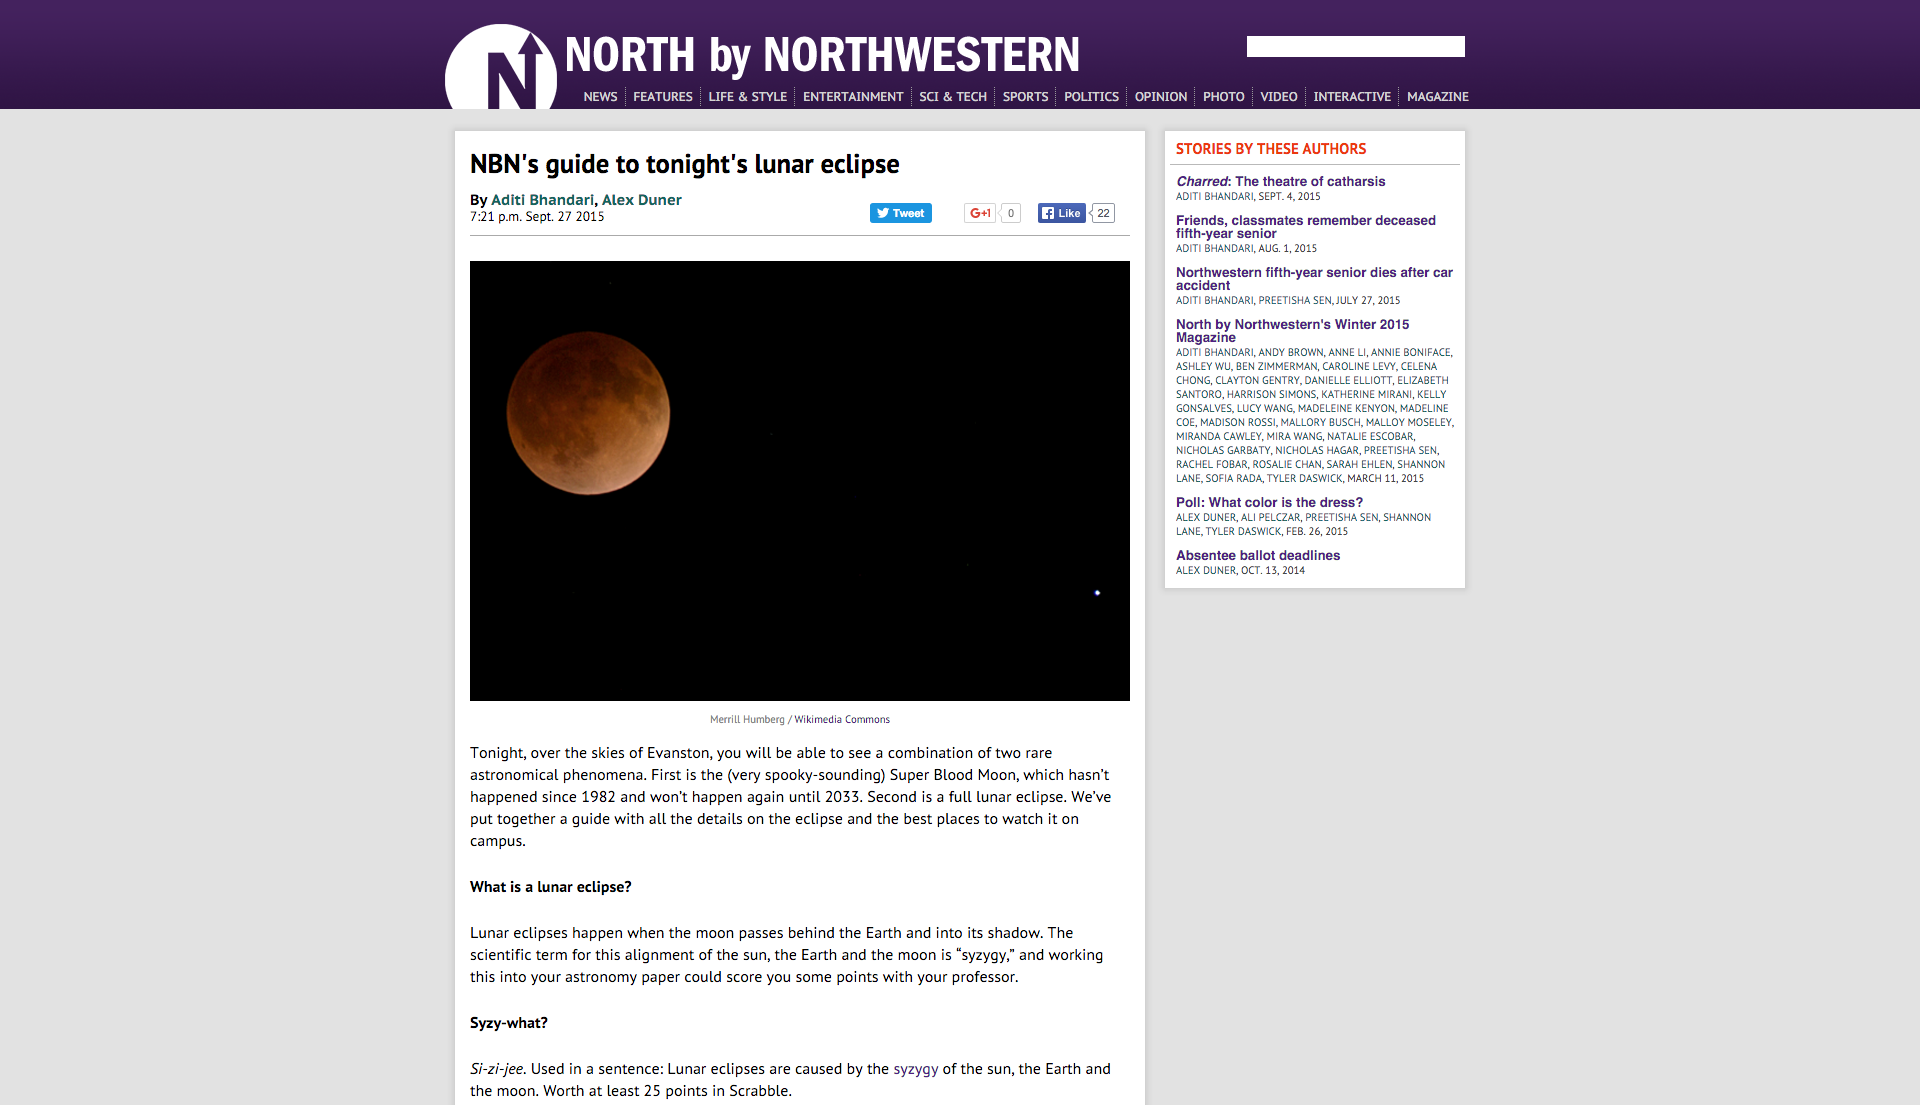 N
NORTH by NORTHWESTERN
NEWS
FEATURES
LIFE & STYLE
ENTERTAINMENT
SCI & TECH
SPORTS
POLITICS
OPINION
PHOTO
VIDEO
INTERACTIVE
MAGAZINE
NBN's guide to tonight's lunar eclipse
By Aditi Bhandari, Alex Duner
7:21 p.m. Sept. 27 2015
Tweet
G+1
0
Like
22
Merrill Humberg / Wikimedia Commons
Tonight, over the skies of Evanston, you will be able to see a combination of two rare
astronomical phenomena. First is the (very spooky-sounding) Super Blood Moon, which hasn’t
happened since 1982 and won’t happen again until 2033. Second is a full lunar eclipse. We’ve
put together a guide with all the details on the eclipse and the best places to watch it on
campus.
What is a lunar eclipse?
Lunar eclipses happen when the moon passes behind the Earth and into its shadow. The
scientific term for this alignment of the sun, the Earth and the moon is “syzygy,” and working
this into your astronomy paper could score you some points with your professor.
Syzy-what?
Si-zi-jee. Used in a sentence: Lunar eclipses are caused by the syzygy of the sun, the Earth and
the moon. Worth at least 25 points in Scrabble.
STORIES BY THESE AUTHORS
Charred: The theatre of catharsis
ADITI BHANDARI, SEPT. 4, 2015
Friends, classmates remember deceased
fifth-year senior
ADITI BHANDARI, AUG. 1, 2015
Northwestern fifth-year senior dies after car
accident
ADITI BHANDARI, PREETISHA SEN, JULY 27, 2015
North by Northwestern's Winter 2015
Magazine
ADITI BHANDARI, ANDY BROWN, ANNE LI, ANNIE BONIFACE,
ASHLEY WU, BEN ZIMMERMAN, CAROLINE LEVY, CELENA
CHONG, CLAYTON GENTRY, DANIELLE ELLIOTT, ELIZABETH
SANTORO, HARRISON SIMONS, KATHERINE MIRANI, KELLY
GONSALVES, LUCY WANG, MADELEINE KENYON, MADELINE
COE, MADISON ROSSI, MALLORY BUSCH, MALLOY MOSELEY,
MIRANDA CAWLEY, MIRA WANG, NATALIE ESCOBAR,
NICHOLAS GARBATY, NICHOLAS HAGAR, PREETISHA SEN,
RACHEL FOBAR, ROSALIE CHAN, SARAH EHLEN, SHANNON
LANE, SOFIA RADA, TYLER DASWICK, MARCH 11, 2015
Poll: What color is the dress?
ALEX DUNER, ALI PELCZAR, PREETISHA SEN, SHANNON
LANE, TYLER DASWICK, FEB. 26, 2015
Absentee ballot deadlines
ALEX DUNER, OCT. 13, 2014